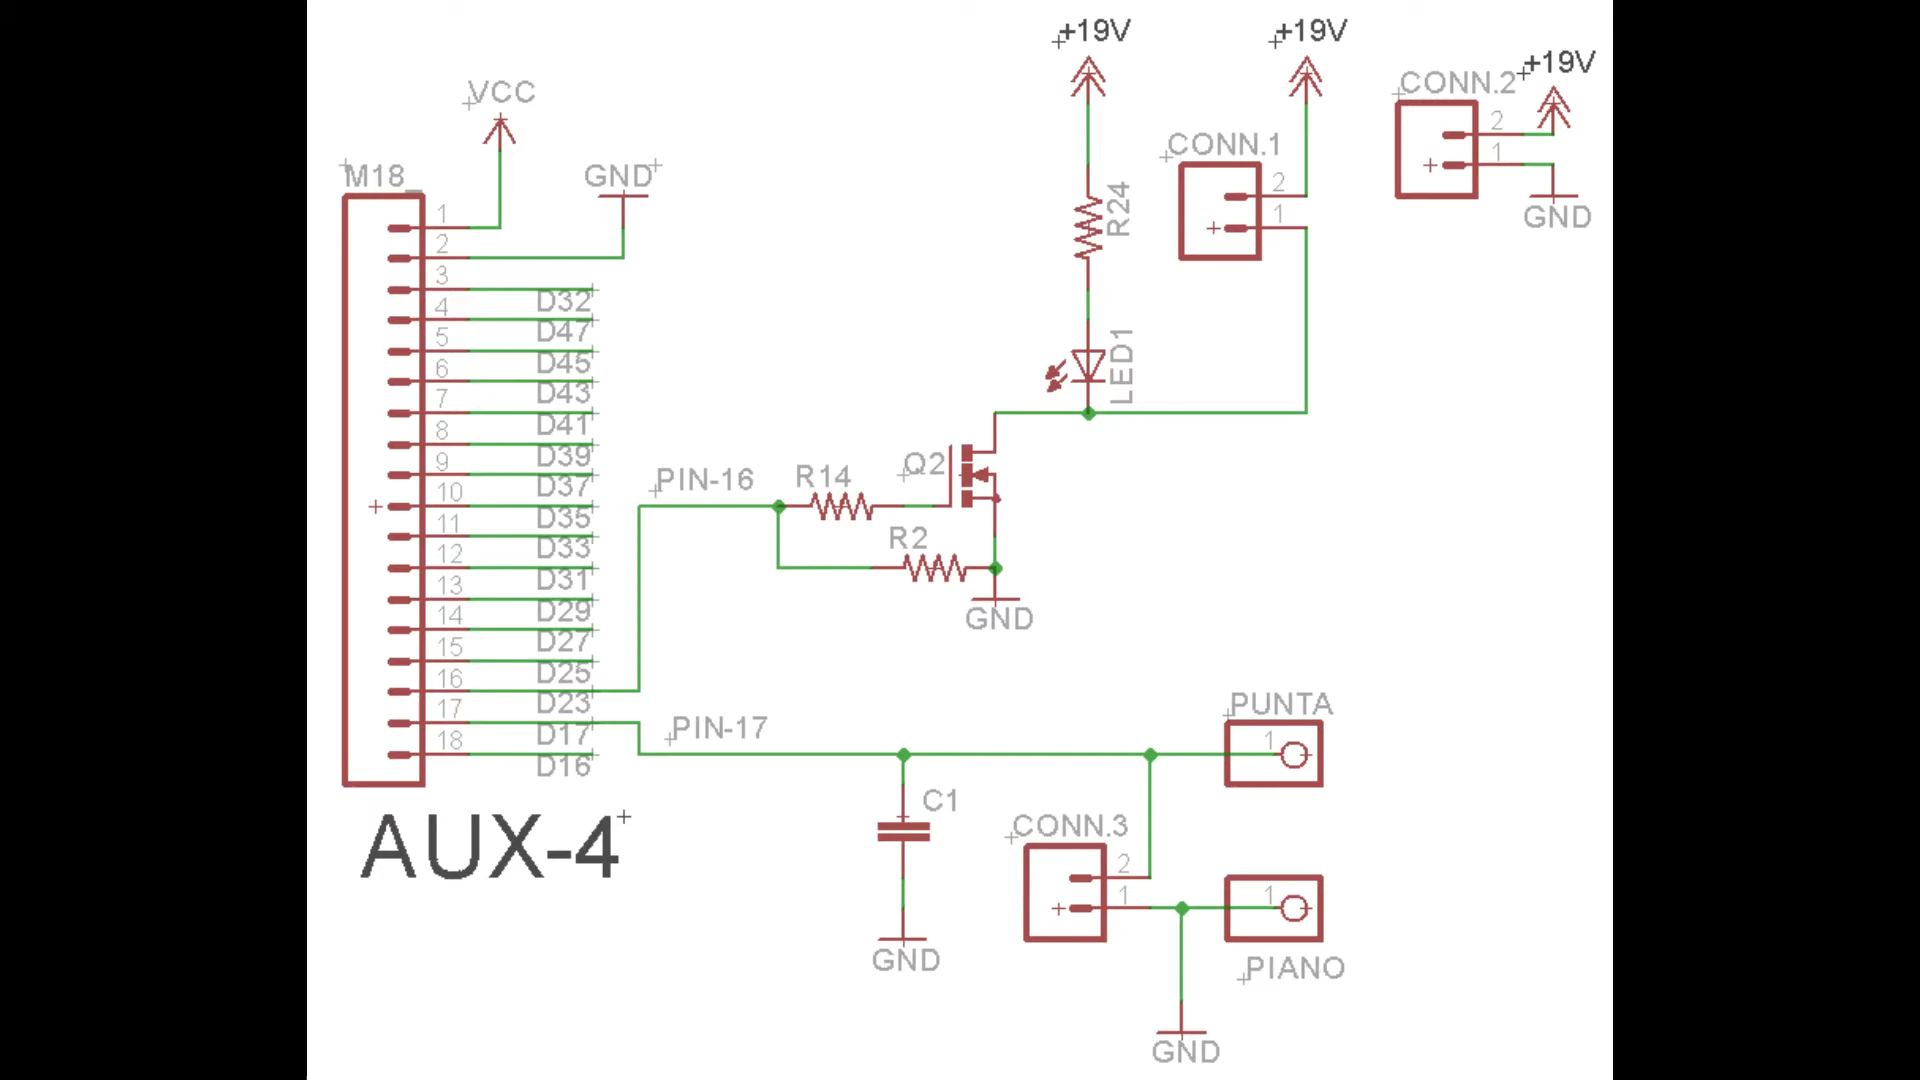 +19V
+19V
+19V
CONN.2
2
1
GND
VCC
GND
M18
CONN.1
2
1
R24
LED1
1
2
3
D32
4
D47
5
D45
6
D43
7
D41
8
D39
9
D37
10
D35
11
D33
12
D31
13
D29
14
D27
15
D25
16
D23
17
D17
18
D16
PIN-16
R14
Q2
R2
GND
PIN-17
PUNTA
1
C1
GND
CONN.3
2
1
1
PIANO
GND
AUX-4